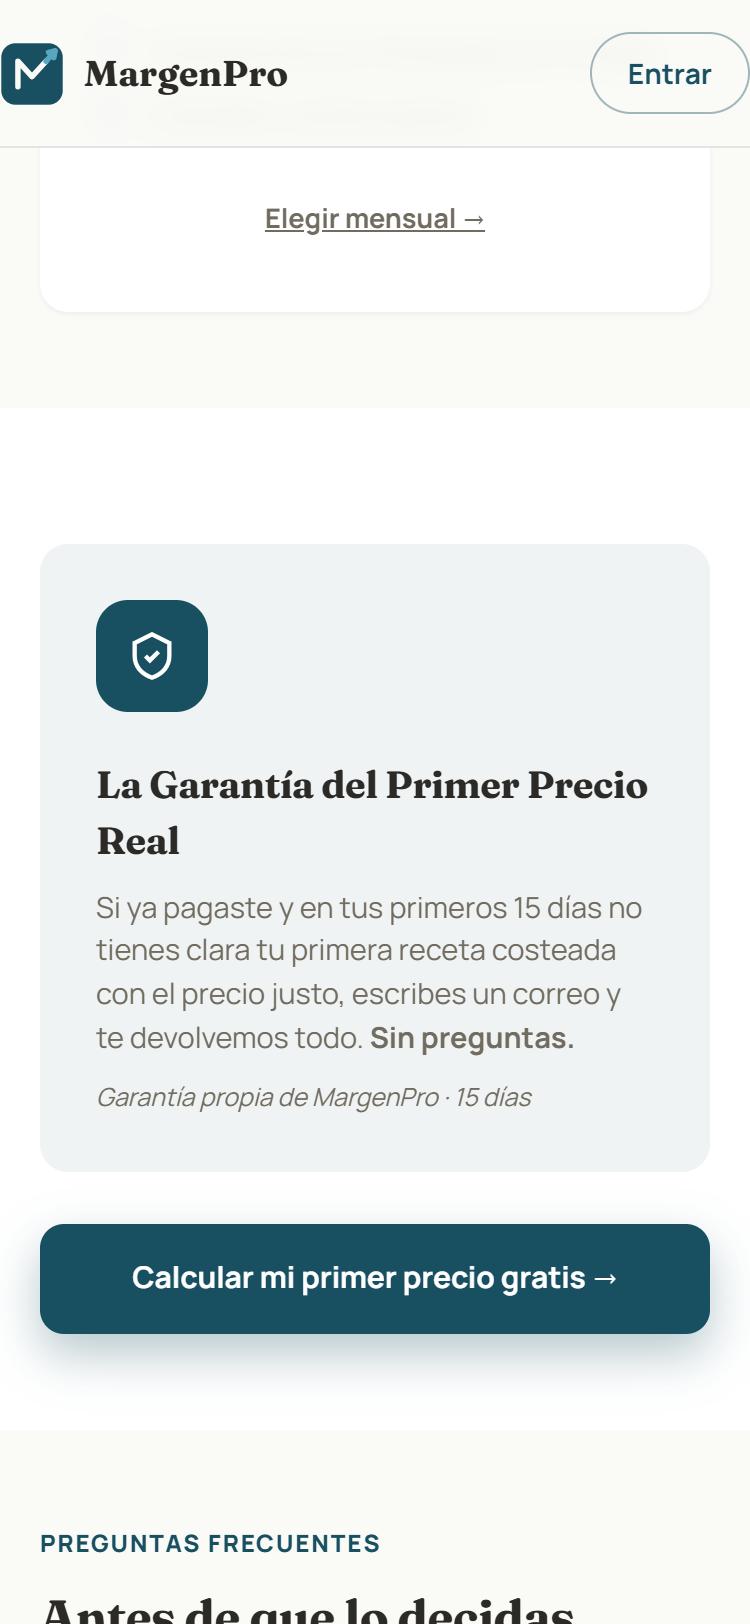 MargenPro
Entrar
Elegir mensual →
La Garantía del Primer Precio
Real
Si ya pagaste y en tus primeros 15 días no
tienes clara tu primera receta costeada
con el precio justo, escribes un correo y
te devolvemos todo. Sin preguntas.
Garantía propia de MargenPro · 15 días
Calcular mi primer precio gratis →
PREGUNTAS FRECUENTES
Antes de que lo decidas